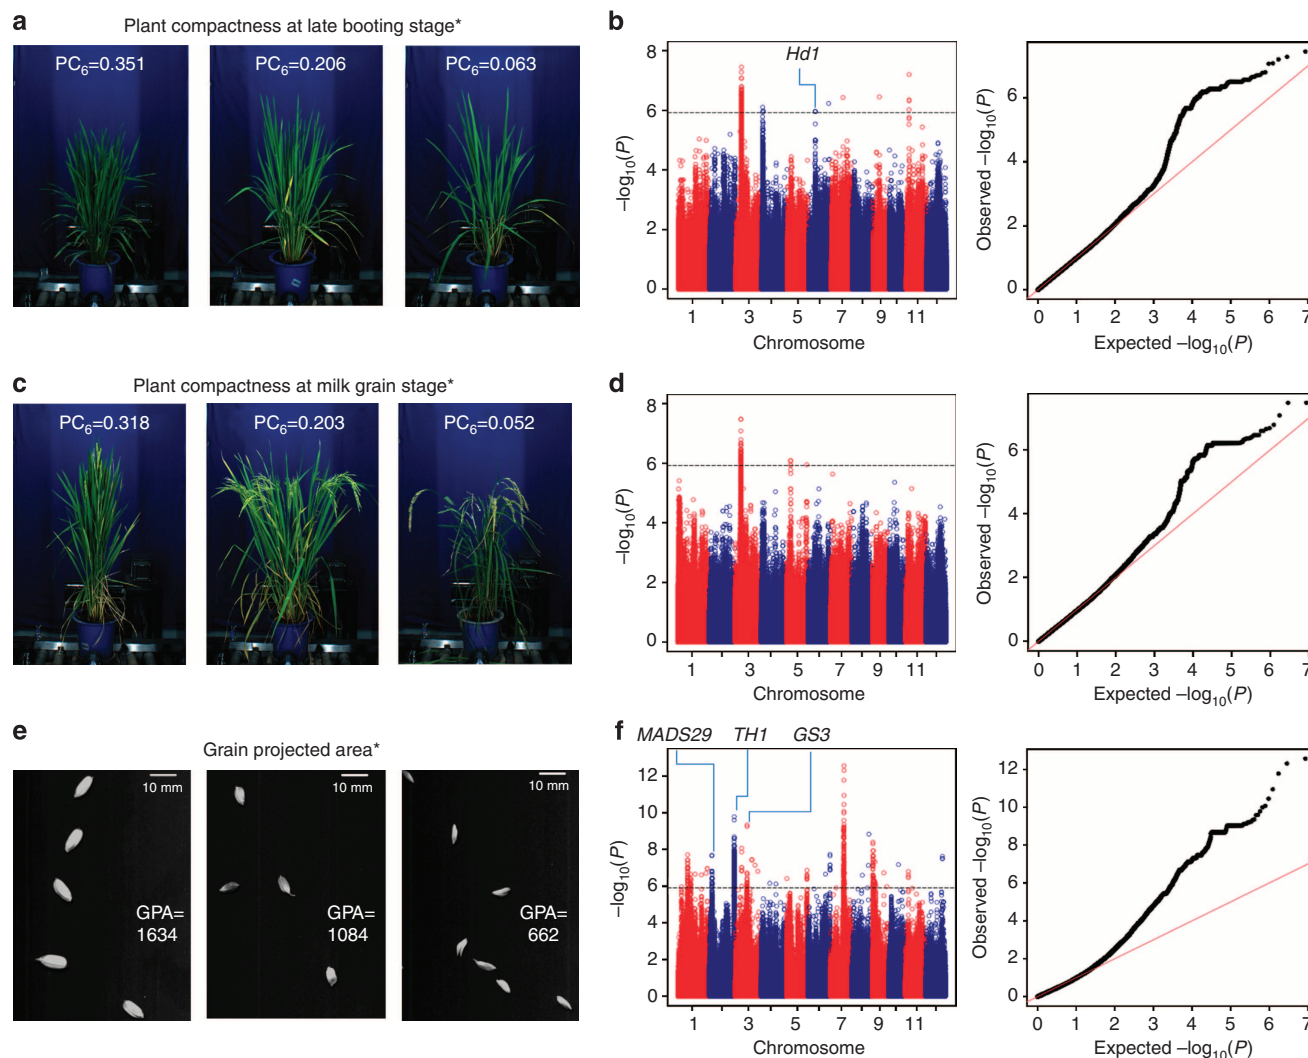 a
Plant compactness at late booting stage*
PC6=0.351
PC6=0.206
PC6=0.063
b
Hd1
8
6
4
2
0
–log10(P)
1 3 5 7 9 11
Chromosome
6
4
2
0
Observed –log10(P)
0 1 2 3 4 5 6 7
Expected –log10(P)
c
Plant compactness at milk grain stage*
PC6=0.318
PC6=0.203
PC6=0.052
d
8
6
4
2
0
–log10(P)
1 3 5 7 9 11
Chromosome
6
4
2
0
Observed –log10(P)
0 1 2 3 4 5 6 7
Expected –log10(P)
e
Grain projected area*
10 mm
GPA=
1634
10 mm
GPA=
1084
10 mm
GPA=
662
f
MADS29 TH1 GS3
12
10
8
6
4
2
0
–log10(P)
1 3 5 7 9 11
Chromosome
12
10
8
6
4
2
0
Observed –log10(P)
0 1 2 3 4 5 6 7
Expected –log10(P)